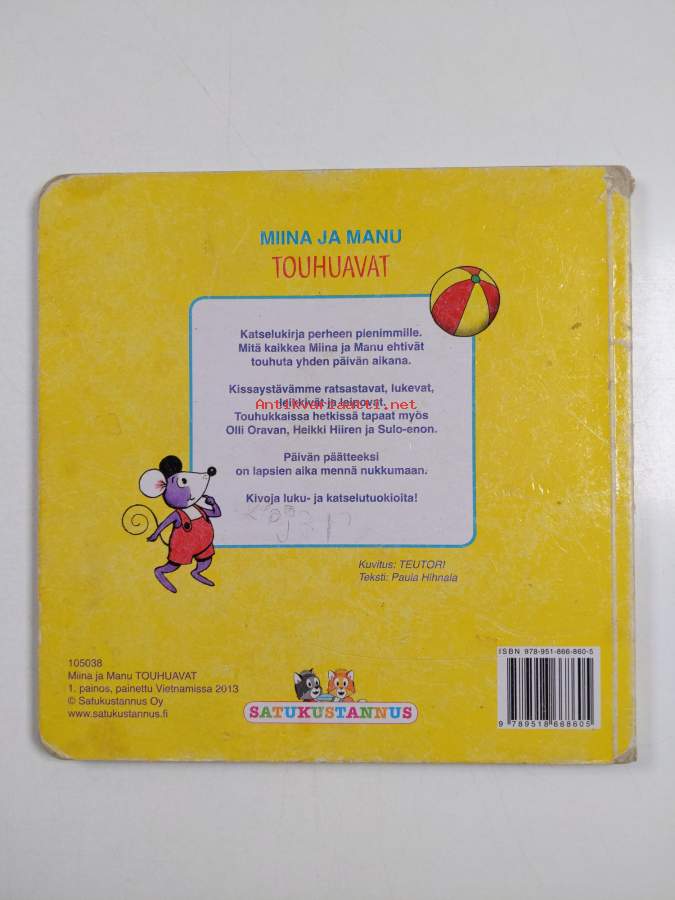 MIINA JA MANU
TOUHUAVAT
Katselukirja perheen pienimmille.
Mitä kaikkea Miina ja Manu ehtivät
touhuta yhden päivän aikana.
Kissaystävämme ratsastavat, lukevat,
leikkivät ja leipovat.
Antikvariaatti.net
Touhukkaissa hetkissä tapaat myös
Olli Oravan, Heikki Hiiren ja Sulo-enon.
Päivän päätteeksi
on lapsien aika mennä nukkumaan.
Kivoja luku- ja katselutuokioita!
Kuvitus: TEUTORI
Teksti: Paula Hihnala
ISBN 978-951-866-860-5
9 789518 668605
105038
Miina ja Manu TOUHUAVAT
1. painos, painettu Vietnamissa 2013
© Satukustannus Oy
www.satukustannus.fi
SATUKUSTANNUS